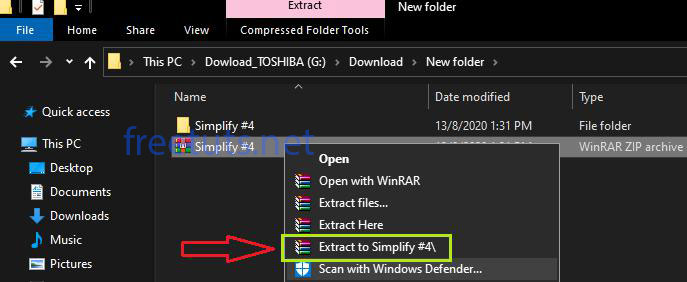 Extract
New folder
File
Home
Share
View
Compressed Folder Tools
This PC
Dowload_TOSHIBA (G:)
Download
New folder
Name
Date modified
Type
Quick access
Simplify #4
13/8/2020 1:31 PM
File folder
This PC
freetuts.net
Simplify #4
WinRAR ZIP archive
Open
Desktop
Open with WinRAR
Documents
Extract files...
Downloads
Extract Here
Music
Extract to Simplify #4\
Pictures
Scan with Windows Defender...